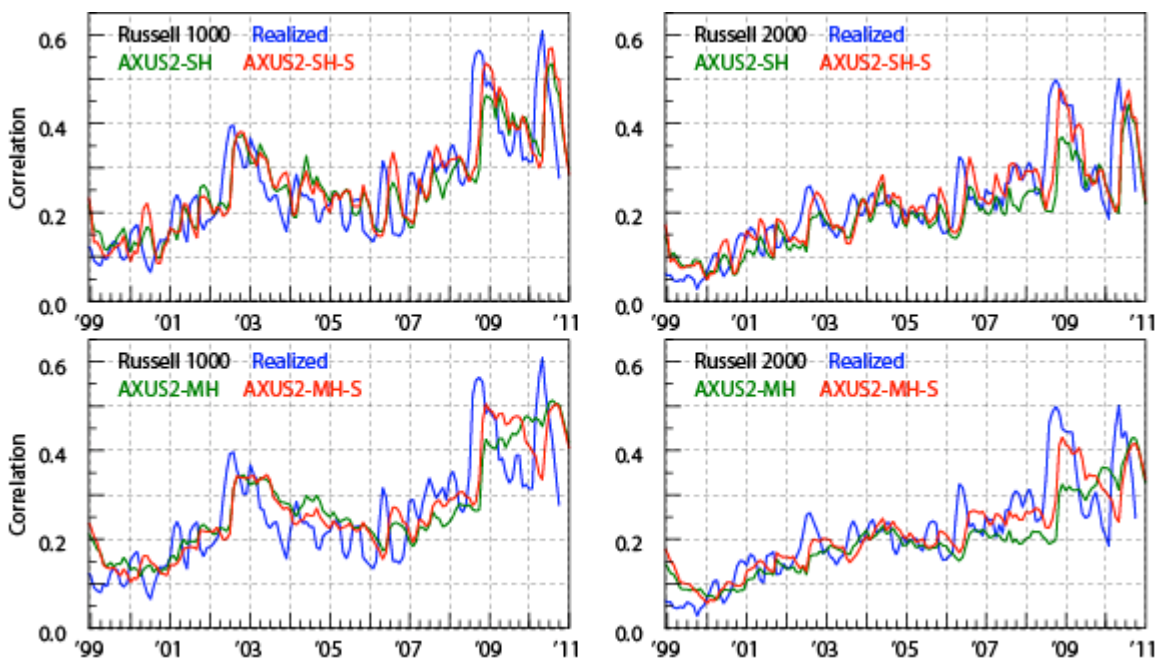 Russell 1000 Realized
AXUS2-SH AXUS2-SH-S
Correlation
0.6
0.4
0.2
0.0
'99 '01 '03 '05 '07 '09 '11
Russell 2000 Realized
AXUS2-SH AXUS2-SH-S
0.6
0.4
0.2
0.0
'99 '01 '03 '05 '07 '09 '11
Russell 1000 Realized
AXUS2-MH AXUS2-MH-S
Correlation
0.6
0.4
0.2
0.0
'99 '01 '03 '05 '07 '09 '11
Russell 2000 Realized
AXUS2-MH AXUS2-MH-S
0.6
0.4
0.2
0.0
'99 '01 '03 '05 '07 '09 '11